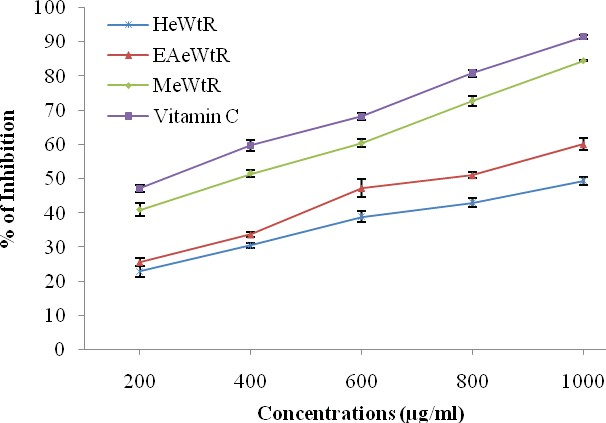 HeWtR
EAeWtR
MeWtR
Vitamin C
% of Inhibition
100
90
80
70
60
50
40
30
20
10
0
200 400 600 800 1000
Concentrations (µg/ml)